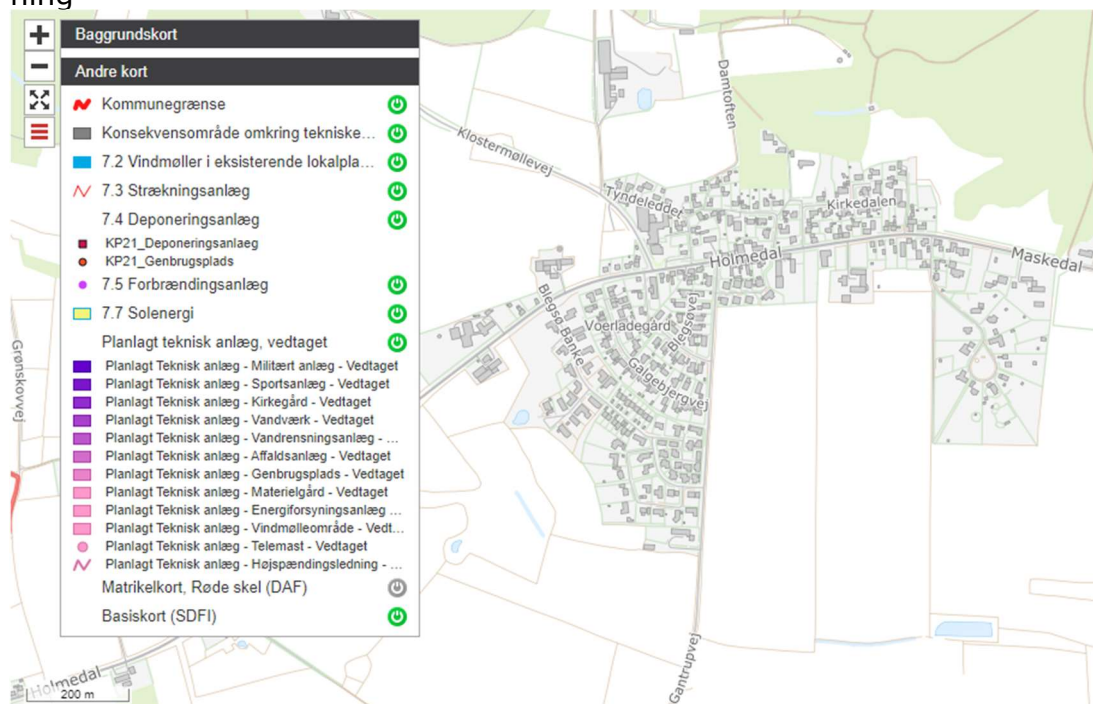 ning
Baggrundskort
Andre kort
Kommunegrænse
Konsekvensområde omkring tekniske...
7.2 Vindmøller i eksisterende lokalpla...
7.3 Strækningsanlæg
7.4 Deponeringsanlæg
KP21_Deponeringsanlaeg
KP21_Genbrugsplads
7.5 Forbrændingsanlæg
7.7 Solenergi
Planlagt teknisk anlæg, vedtaget
Planlagt Teknisk anlæg - Militært anlæg - Vedtaget
Planlagt Teknisk anlæg - Sportsanlæg - Vedtaget
Planlagt Teknisk anlæg - Kirkegård - Vedtaget
Planlagt Teknisk anlæg - Vandværk - Vedtaget
Planlagt Teknisk anlæg - Vandrensningsanlæg - ...
Planlagt Teknisk anlæg - Affaldsanlæg - Vedtaget
Planlagt Teknisk anlæg - Genbrugsplads - Vedtaget
Planlagt Teknisk anlæg - Materielgård - Vedtaget
Planlagt Teknisk anlæg - Energiforsyningsanlæg ...
Planlagt Teknisk anlæg - Vindmølleområde - Vedt...
Planlagt Teknisk anlæg - Telemast - Vedtaget
Planlagt Teknisk anlæg - Højspændingsledning - ...
Matrikelkort, Røde skel (DAF)
Basiskort (SDFI)
Grønskovvej
Holmedal
200 m
Klostermøllevej
Damtoften
Tyndeleddet
Kirkedalen
Holmedal
Maskedal
Blegsø Banke
Voerladegård
Blegsøvej
Galgebjergvej
Gantrupvej